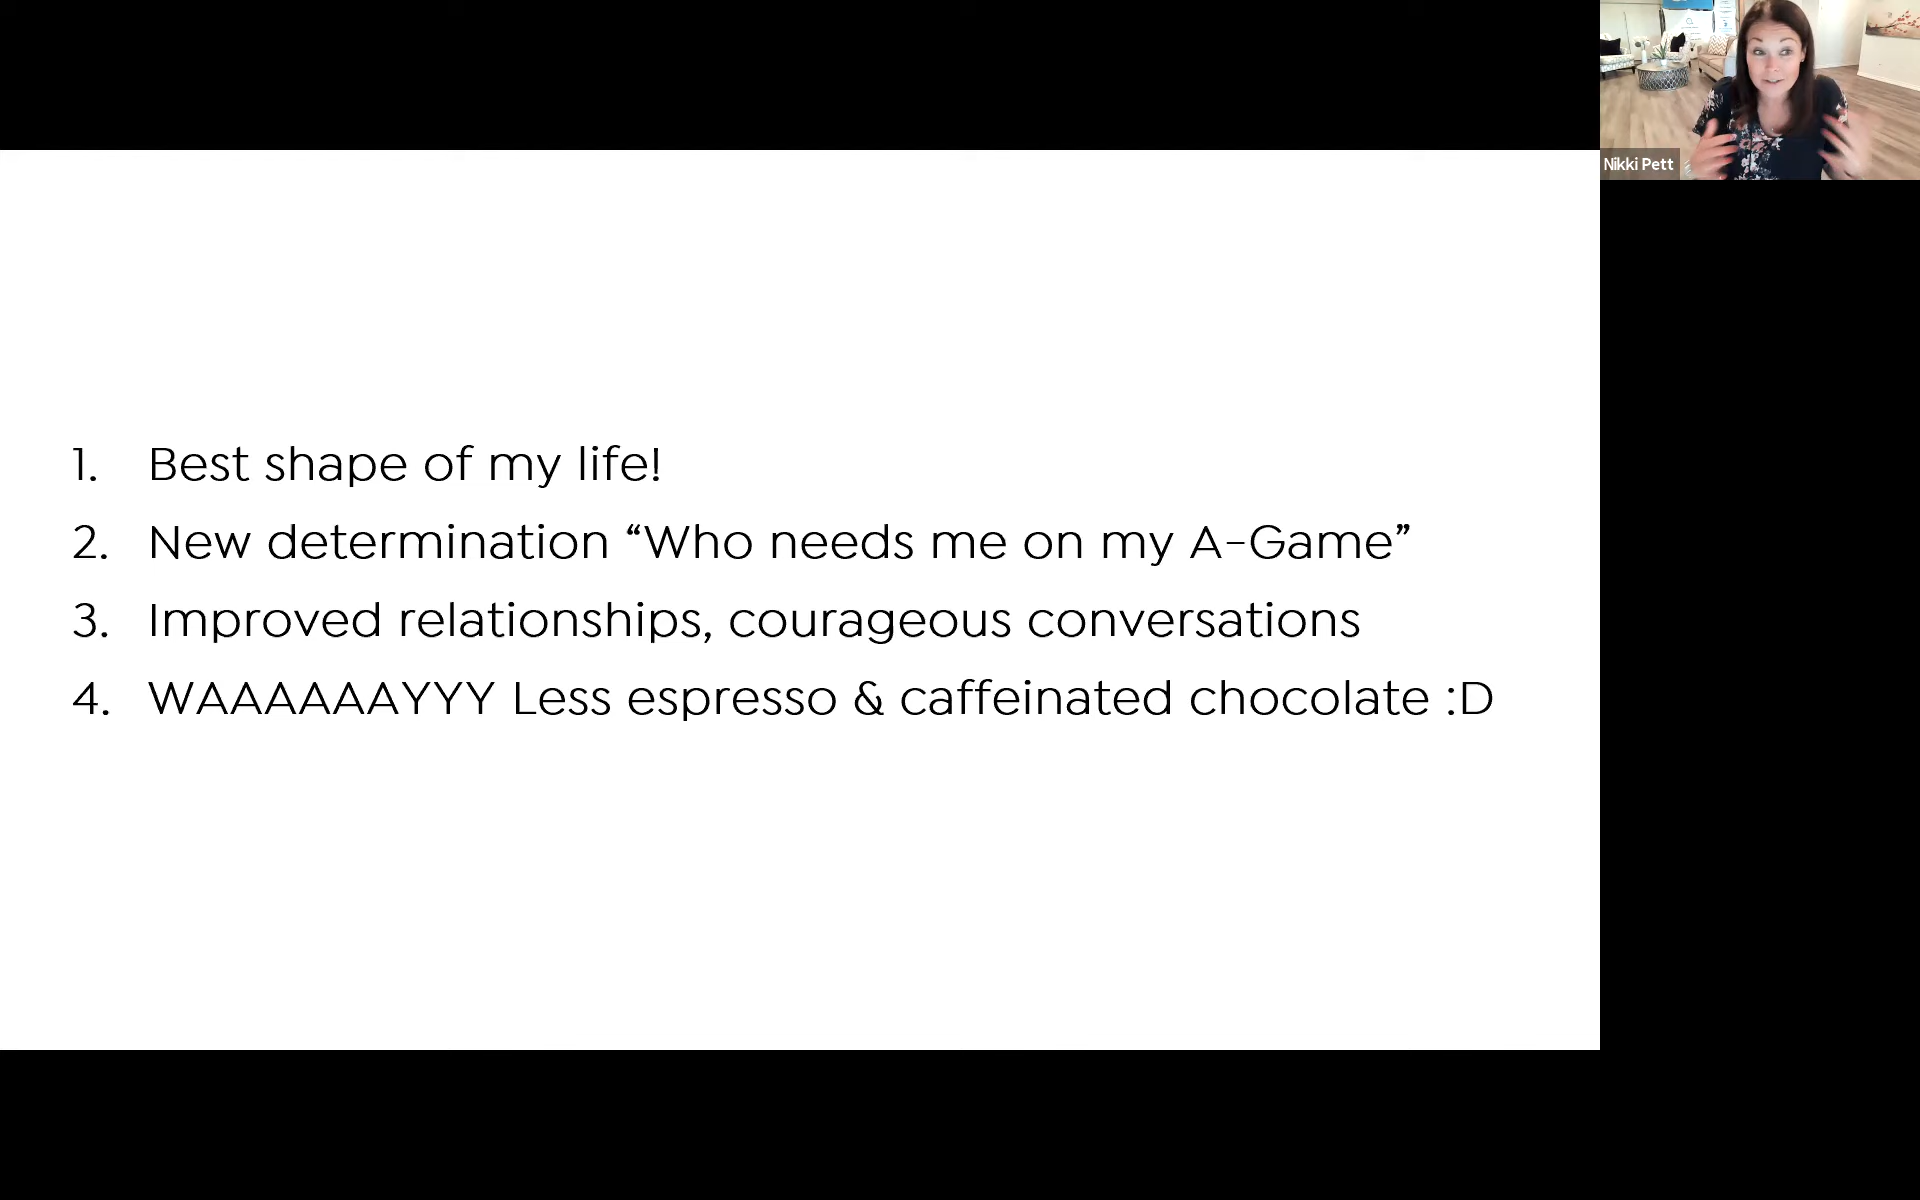 Nikki Pett
1. Best shape of my life!
2. New determination “Who needs me on my A-Game”
3. Improved relationships, courageous conversations
4. WAAAAAAYYY Less espresso & caffeinated chocolate :D